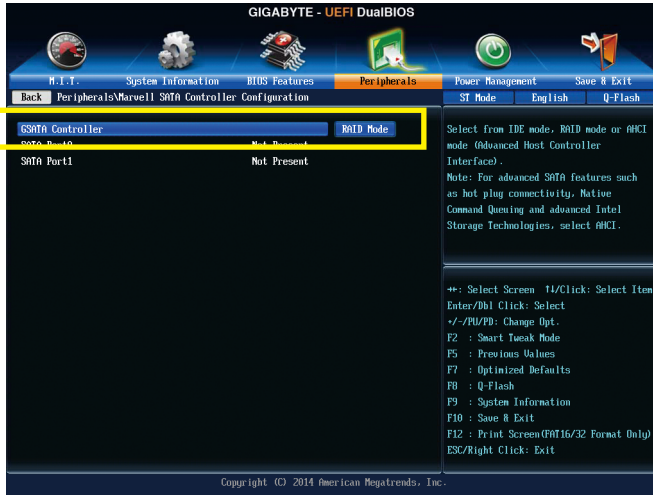 GIGABYTE - UEFI DualBIOS
M.I.T. System Information BIOS Features Peripherals Power Management Save & Exit
Back Peripherals\Marvell SATA Controller Configuration ST Mode English Q-Flash
GSATA Controller RAID Mode
SATA Port0 Not Present
SATA Port1 Not Present
Select from IDE mode, RAID mode or AHCI
mode (Advanced Host Controller
Interface).
Note: For advanced SATA features such
as hot plug connectivity, Native
Command Queuing and advanced Intel
Storage Technologies, select AHCI.
→←: Select Screen ↑↓/Click: Select Item
Enter/Dbl Click: Select
+/-/PU/PD: Change Opt.
F2 : Smart Tweak Mode
F5 : Previous Values
F7 : Optimized Defaults
F8 : Q-Flash
F9 : System Information
F10 : Save & Exit
F12 : Print Screen(FAT16/32 Format Only)
ESC/Right Click: Exit
Copyright (C) 2014 American Megatrends, Inc.